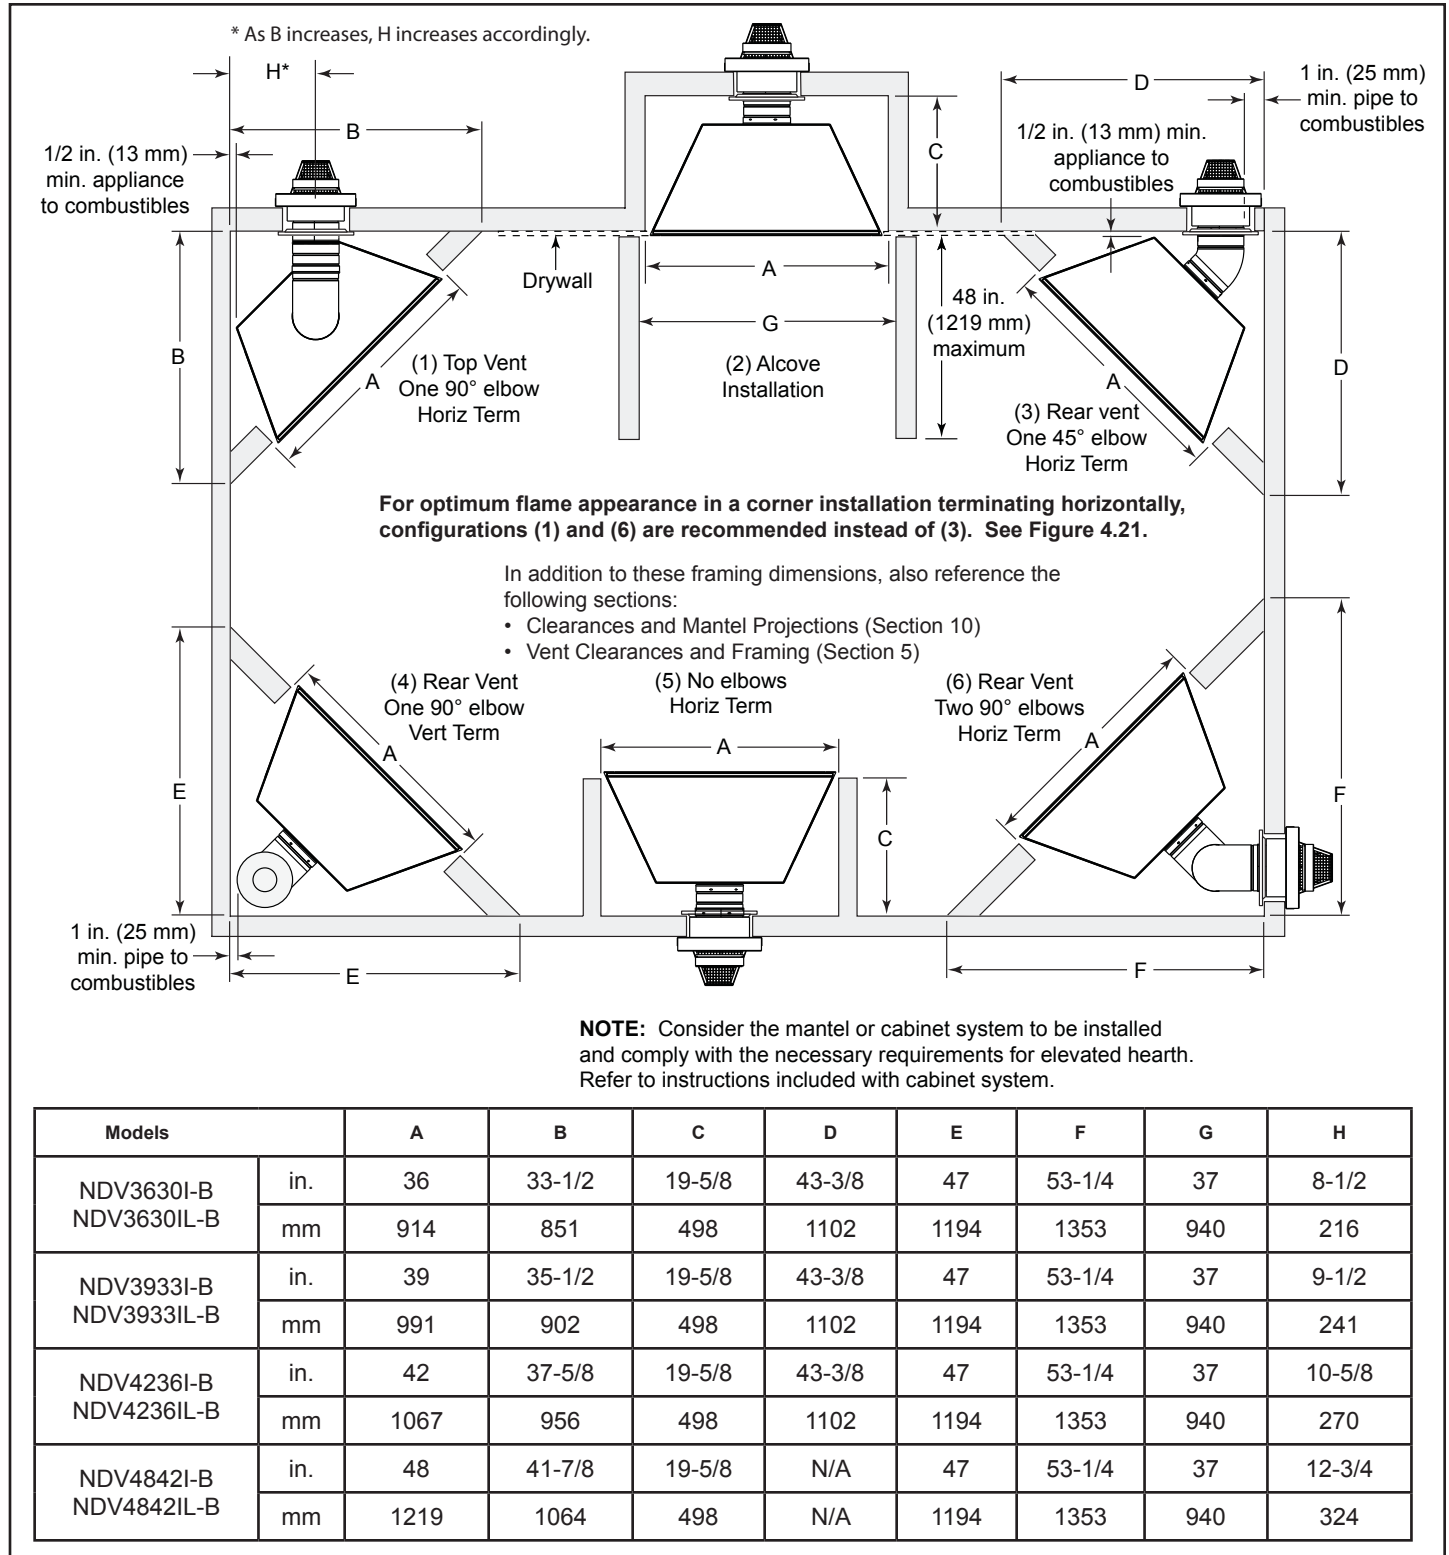 * As B increases, H increases accordingly.
H*
B
1/2 in. (13 mm)
min. appliance
to combustibles
B
A
(1) Top Vent
One 90° elbow
Horiz Term
Drywall
C
A
G
(2) Alcove
Installation
48 in.
(1219 mm)
maximum
D
1 in. (25 mm)
min. pipe to
combustibles
1/2 in. (13 mm) min.
appliance to
combustibles
D
A
(3) Rear vent
One 45° elbow
Horiz Term
For optimum flame appearance in a corner installation terminating horizontally,
configurations (1) and (6) are recommended instead of (3). See Figure 4.21.
In addition to these framing dimensions, also reference the
following sections:
• Clearances and Mantel Projections (Section 10)
• Vent Clearances and Framing (Section 5)
(4) Rear Vent
One 90° elbow
Vert Term
A
E
1 in. (25 mm)
min. pipe to
combustibles
E
(5) No elbows
Horiz Term
A
C
(6) Rear Vent
Two 90° elbows
Horiz Term
A
F
F
NOTE: Consider the mantel or cabinet system to be installed
and comply with the necessary requirements for elevated hearth.
Refer to instructions included with cabinet system.
Models A B C D E F G H
NDV3630I-B
NDV3630IL-B
in. 36 33-1/2 19-5/8 43-3/8 47 53-1/4 37 8-1/2
mm 914 851 498 1102 1194 1353 940 216
NDV3933I-B
NDV3933IL-B
in. 39 35-1/2 19-5/8 43-3/8 47 53-1/4 37 9-1/2
mm 991 902 498 1102 1194 1353 940 241
NDV4236I-B
NDV4236IL-B
in. 42 37-5/8 19-5/8 43-3/8 47 53-1/4 37 10-5/8
mm 1067 956 498 1102 1194 1353 940 270
NDV4842I-B
NDV4842IL-B
in. 48 41-7/8 19-5/8 N/A 47 53-1/4 37 12-3/4
mm 1219 1064 498 N/A 1194 1353 940 324